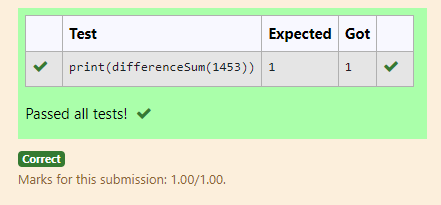 Test Expected Got
print(differenceSum(1453)) 1 1
Passed all tests!
Correct
Marks for this submission: 1.00/1.00.